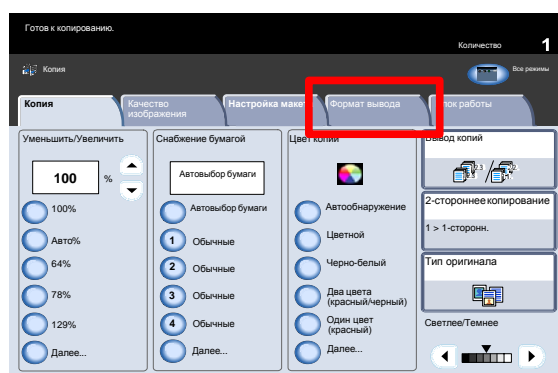 Готов к копированию.
Количество
1
Копия
Все режимы
Копия
Качество
изображения
Настройка макет
Формат вывода
лок работы
Уменьшить/Увеличить
100
%
100%
Авто%
64%
78%
129%
Далее...
Снабжение бумагой
Автовыбор бумаги
Автовыбор бумаги
1 Обычные
2 Обычные
3 Обычные
4 Обычные
Далее...
Цвет копии
Автообнаружение
Цветной
Черно-белый
Два цвета
(красный/черный)
Один цвет
(красный)
Далее...
Вывод копий
2-стороннее копирование
1 > 1-сторонн.
Тип оригинала
Светлее/Темнее